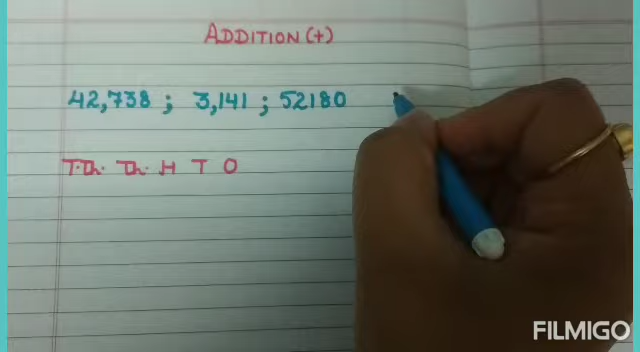 ADDITION (+)
42,738 ; 3,141 ; 52180
T.Th. Th. H T O
FILMIGO